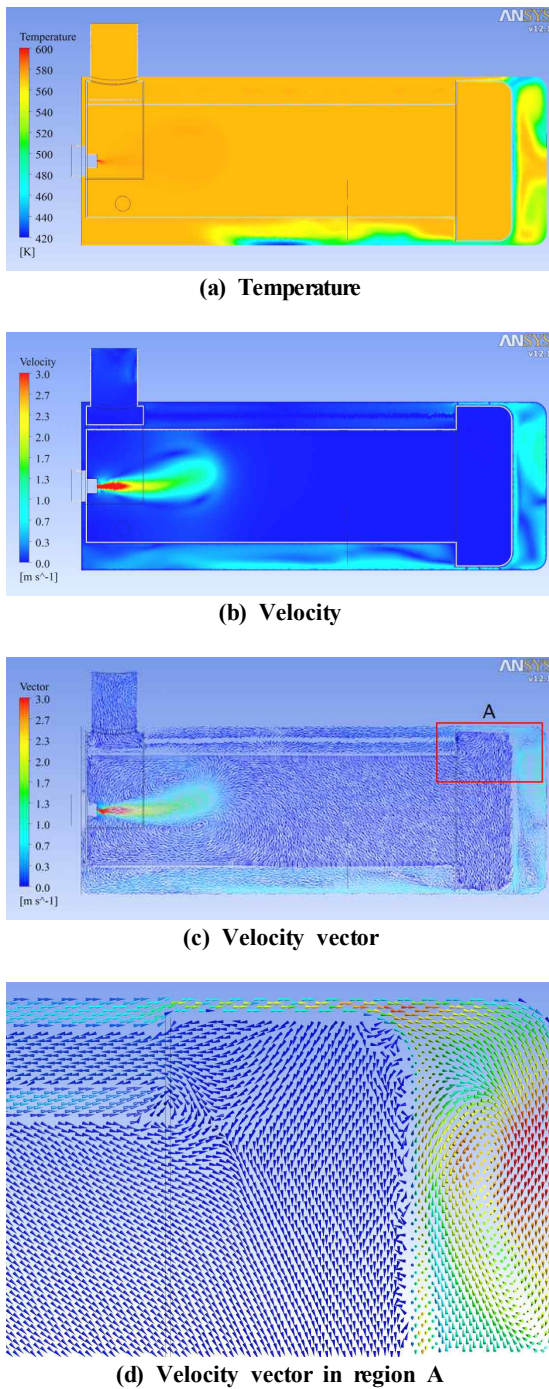 ANSYS
v12.1
Temperature
600
580
560
540
520
500
480
460
440
420
[K]
(a) Temperature
ANSYS
v12.1
Velocity
3.0
2.7
2.3
2.0
1.7
1.3
1.0
0.7
0.3
0.0
[m s^-1]
(b) Velocity
ANSYS
v12.1
Vector
3.0
2.7
2.3
2.0
1.7
1.3
1.0
0.7
0.3
0.0
[m s^-1]
A
(c) Velocity vector
(d) Velocity vector in region A